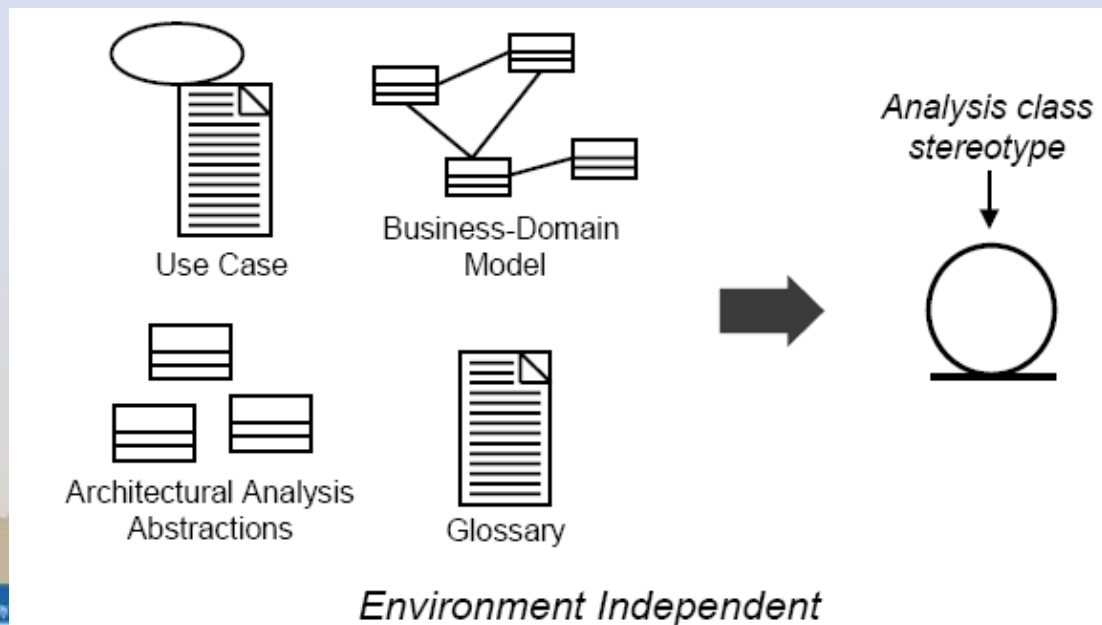 Analysis class
stereotype
Use Case
Business-Domain
Model
Architectural Analysis
Abstractions
Glossary
Environment Independent